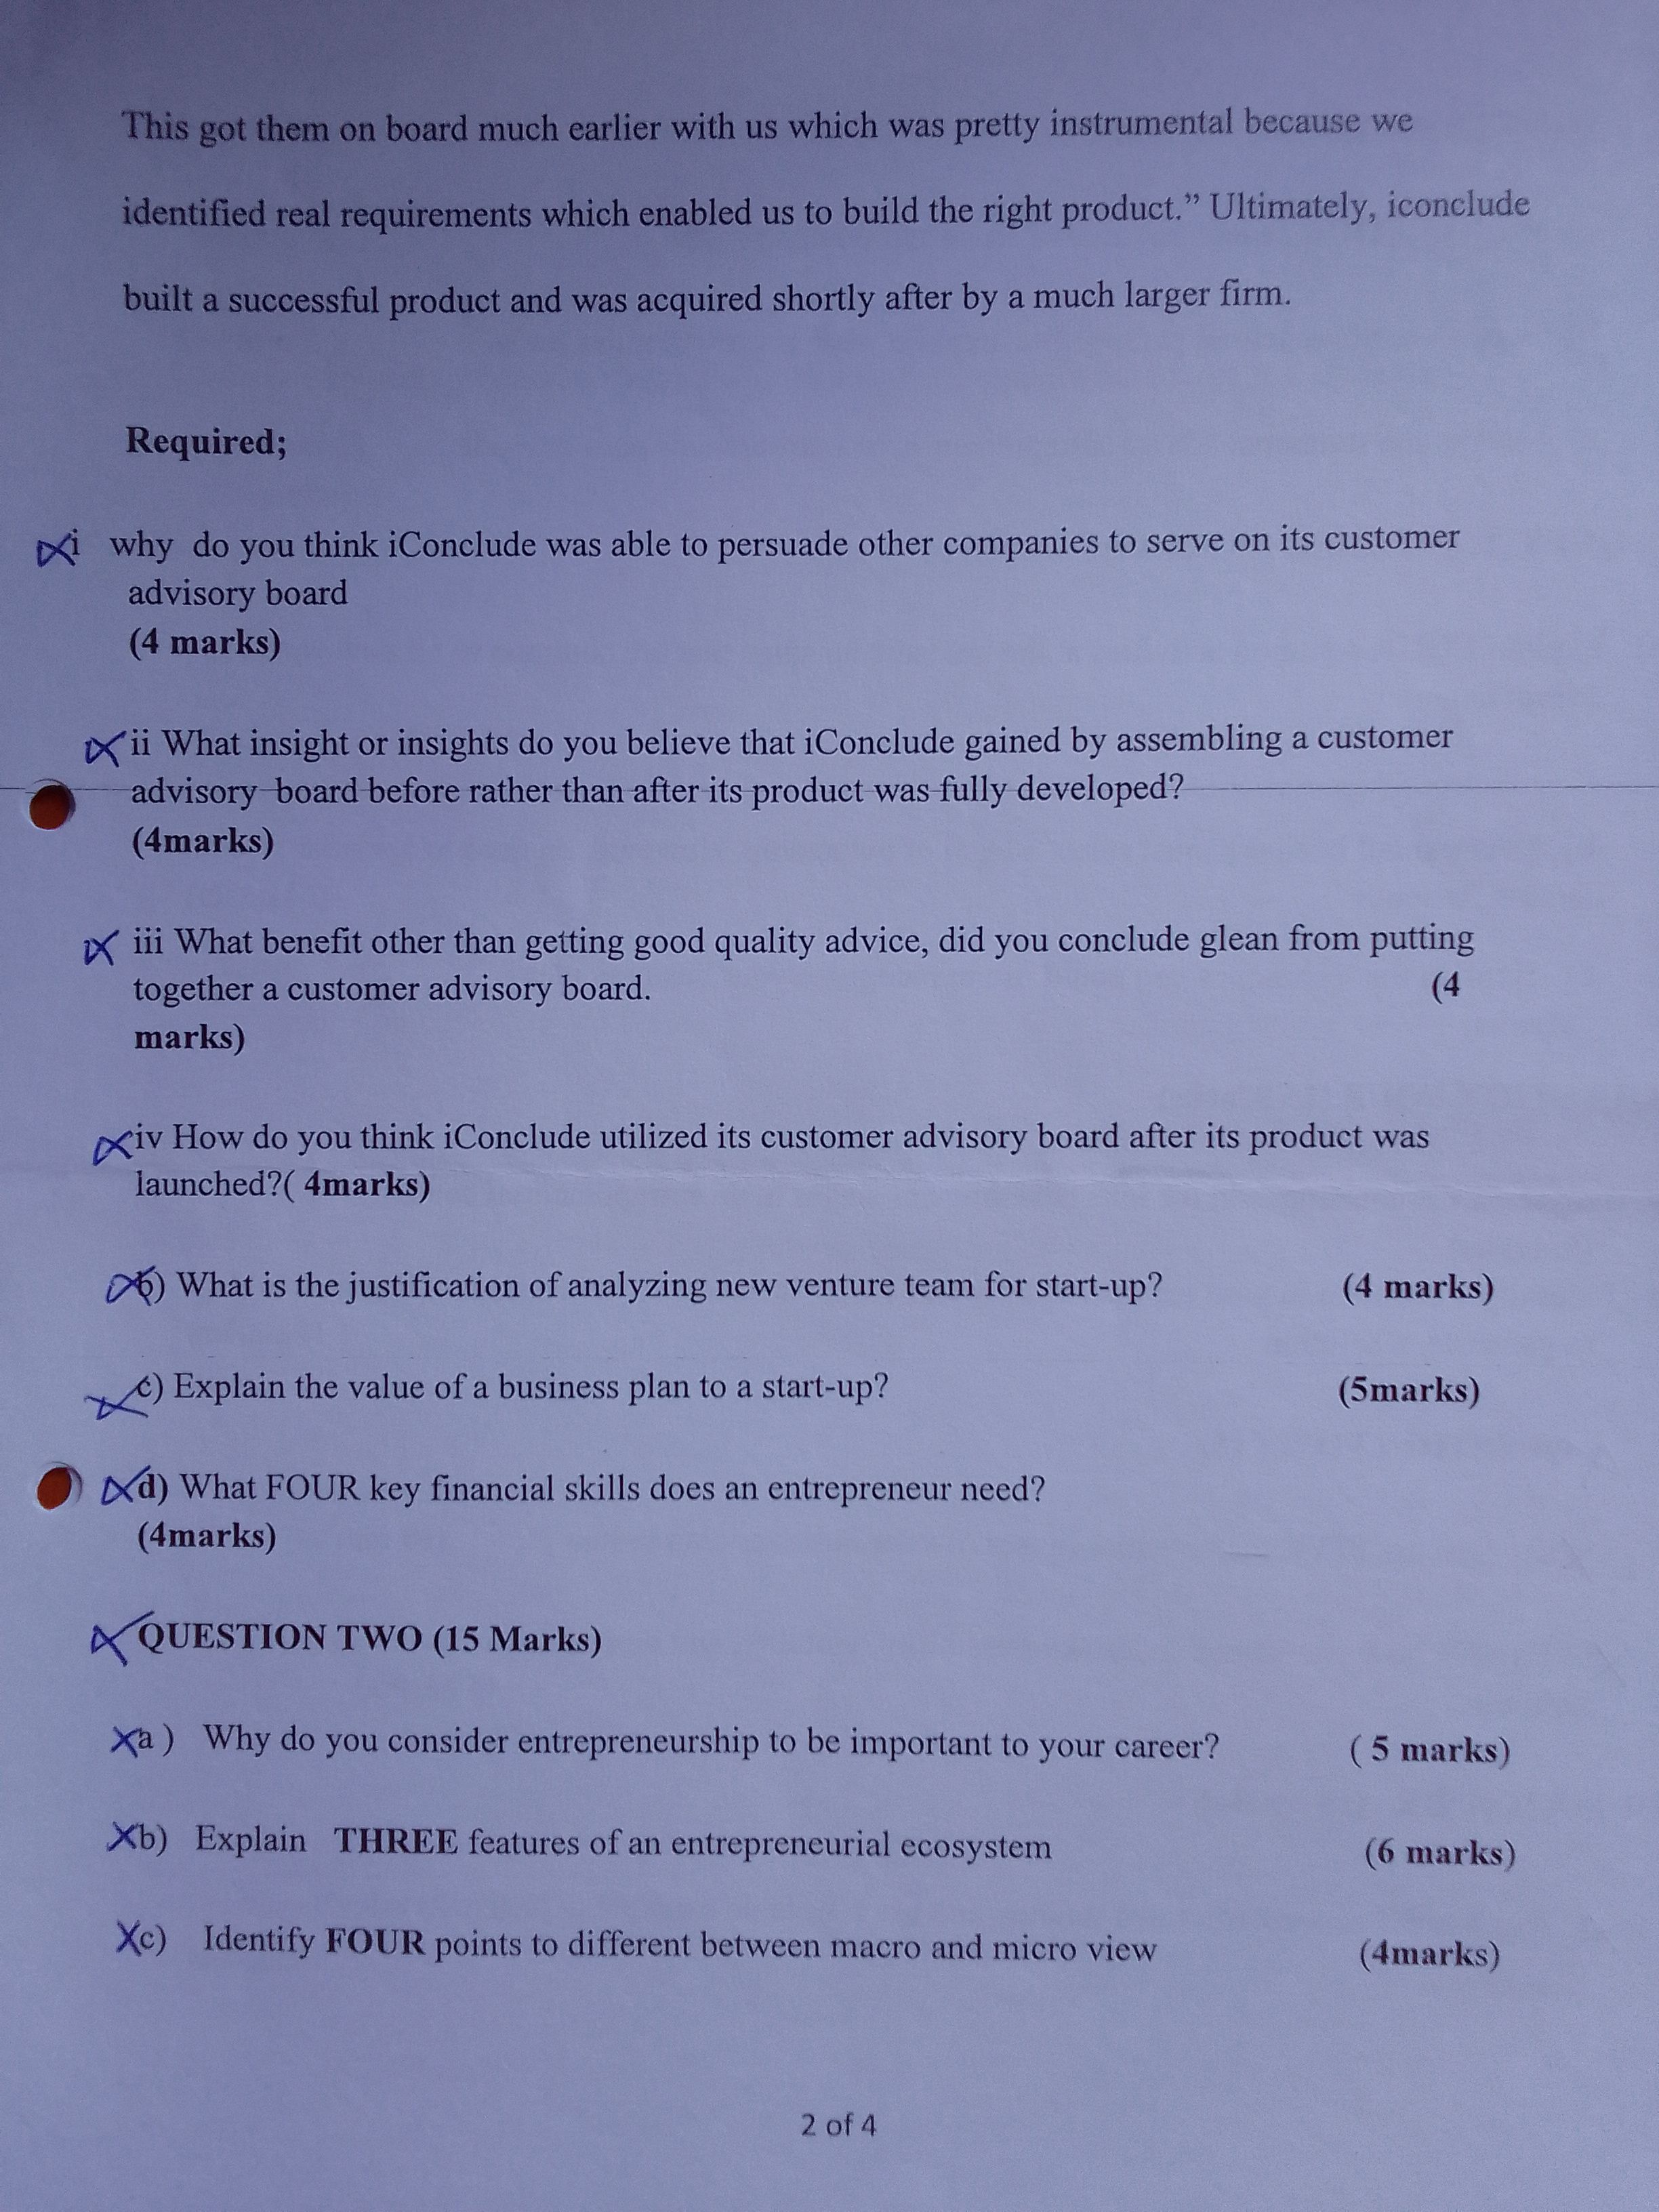 This got them on board much earlier with us which was pretty instrumental because we
identified real requirements which enabled us to build the right product.” Ultimately, iconclude
built a successful product and was acquired shortly after by a much larger firm.
Required;
i why do you think iConclude was able to persuade other companies to serve on its customer
advisory board
(4 marks)
ii What insight or insights do you believe that iConclude gained by assembling a customer
advisory board before rather than after its product was fully developed?
(4marks)
iii What benefit other than getting good quality advice, did you conclude glean from putting
together a customer advisory board. (4
marks)
iv How do you think iConclude utilized its customer advisory board after its product was
launched?( 4marks)
b) What is the justification of analyzing new venture team for start-up? (4 marks)
c) Explain the value of a business plan to a start-up? (5marks)
d) What FOUR key financial skills does an entrepreneur need?
(4marks)
QUESTION TWO (15 Marks)
a ) Why do you consider entrepreneurship to be important to your career? ( 5 marks)
b) Explain THREE features of an entrepreneurial ecosystem (6 marks)
c) Identify FOUR points to different between macro and micro view (4marks)
2 of 4